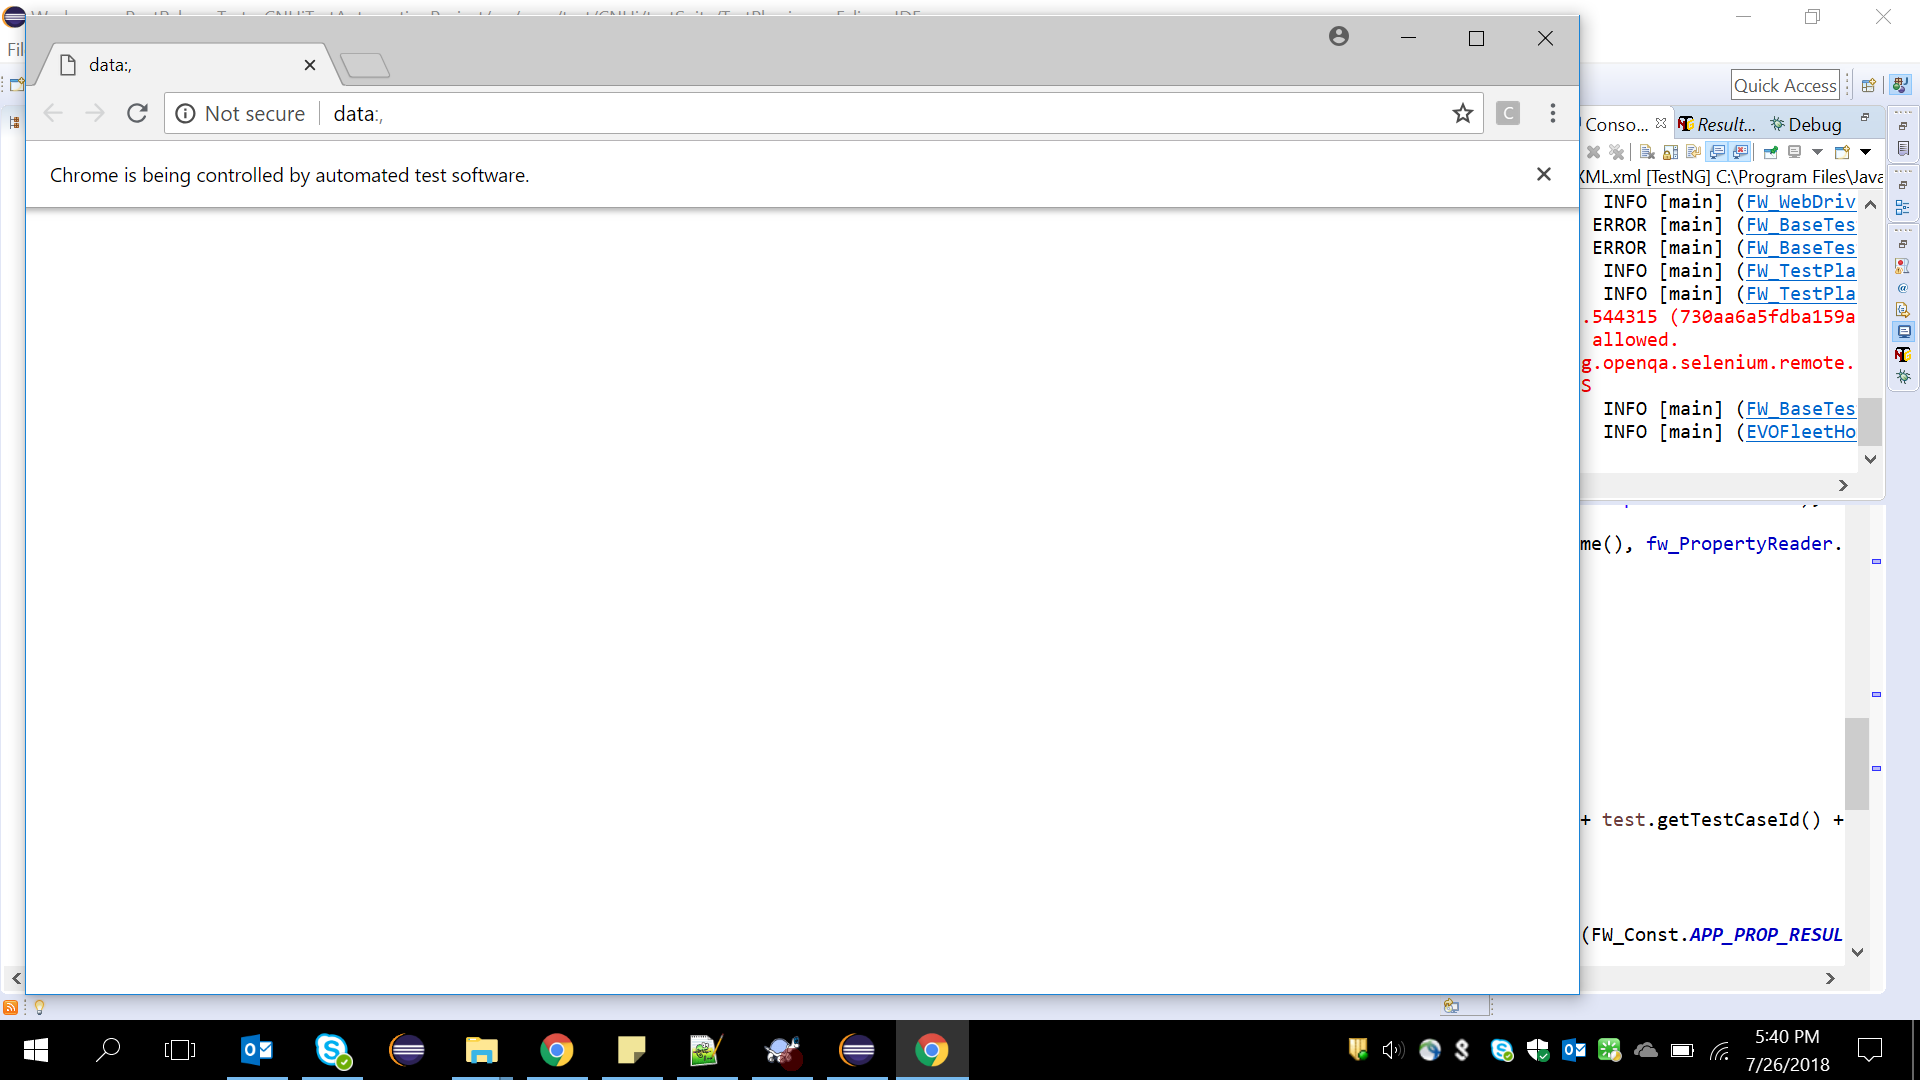 data:,
Not secure
data:,
Chrome is being controlled by automated test software.
Fil
Quick Access
Conso...
Result...
Debug
XML.xml [TestNG] C:\Program Files\Java
INFO [main] (FW_WebDriv
ERROR [main] (FW_BaseTes
ERROR [main] (FW_BaseTes
INFO [main] (FW_TestPla
INFO [main] (FW_TestPla
.544315 (730aa6a5fdba159a
allowed.
g.openqa.selenium.remote.
S
INFO [main] (FW_BaseTes
INFO [main] (EVOFleetHo
me(), fw_PropertyReader.
+ test.getTestCaseId() +
(FW_Const.APP_PROP_RESUL
5:40 PM
7/26/2018